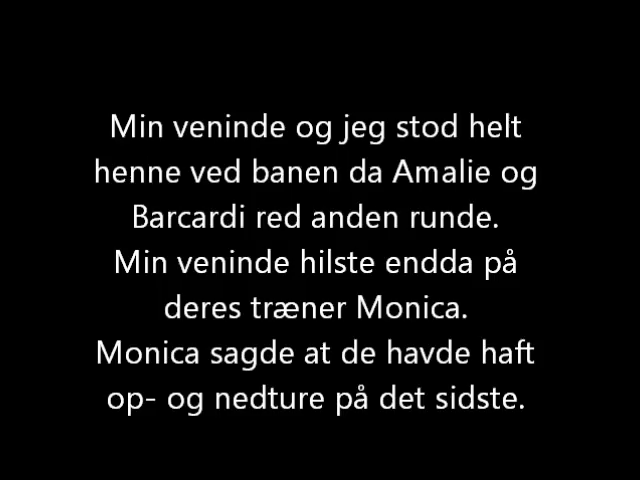 Min veninde og jeg stod helt
henne ved banen da Amalie og
Barcardi red anden runde.
Min veninde hilste endda på
deres træner Monica.
Monica sagde at de havde haft
op- og nedture på det sidste.